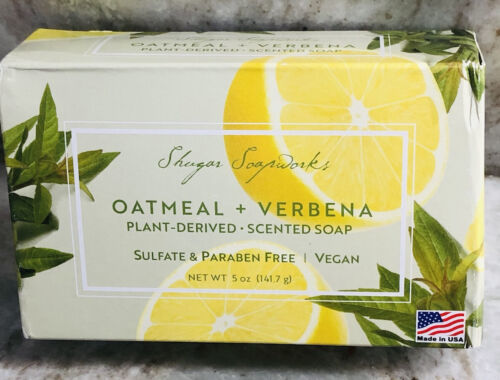 OATMEAL + VERBENA
PLANT-DERIVED • SCENTED SOAP
Shugar Soapworks
OATMEAL + VERBENA
PLANT-DERIVED • SCENTED SOAP
SULFATE & PARABEN FREE | VEGAN
NET WT 5 OZ (141.7 g)
Made in USA